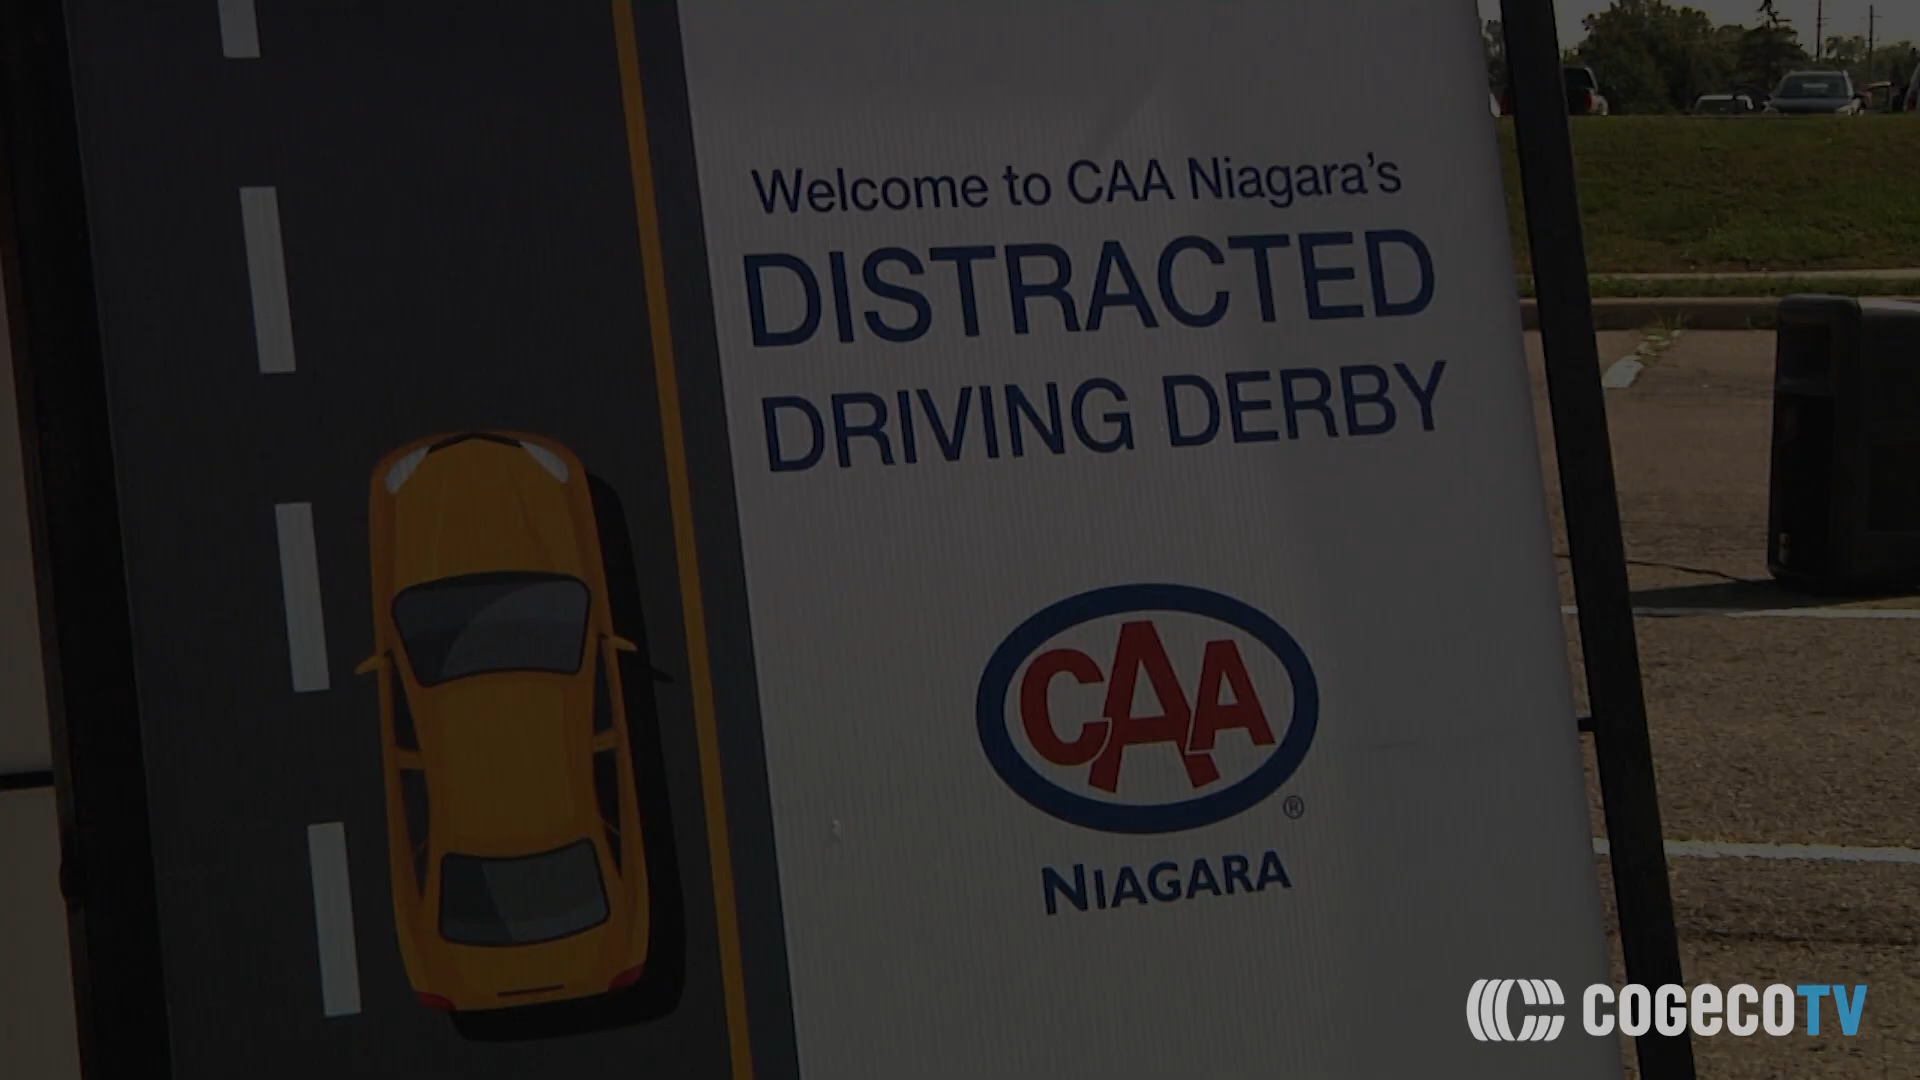 Welcome to CAA Niagara's
DISTRACTED
DRIVING DERBY
CAA
®
NIAGARA
COGECOTV